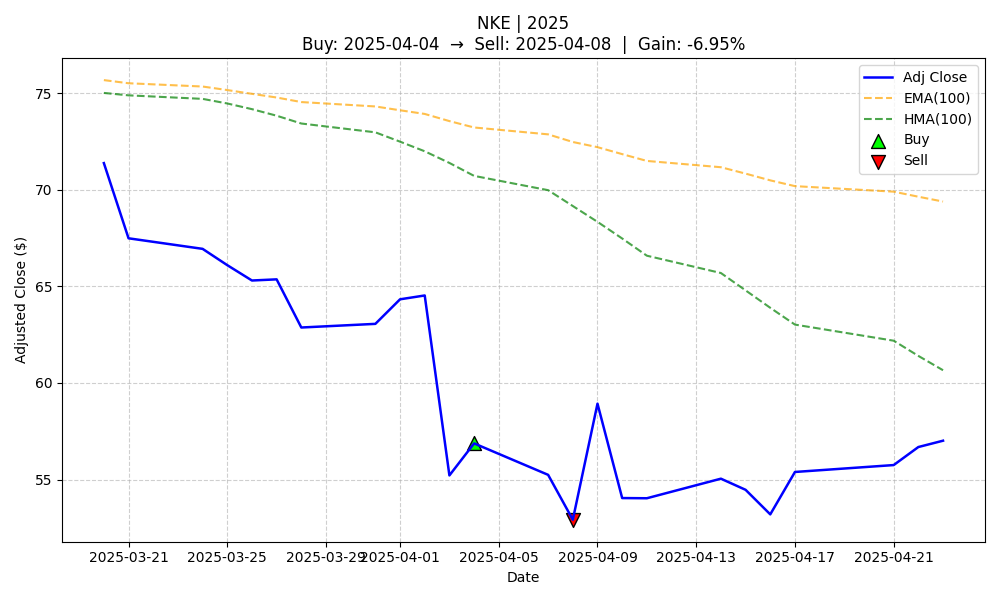 NKE | 2025
Buy: 2025-04-04 → Sell: 2025-04-08 | Gain: -6.95%
Adj Close
EMA(100)
HMA(100)
Buy
Sell
Adjusted Close ($)
75
70
65
60
55
2025-03-21 2025-03-25 2025-03-29 2025-04-01 2025-04-05 2025-04-09 2025-04-13 2025-04-17 2025-04-21
Date